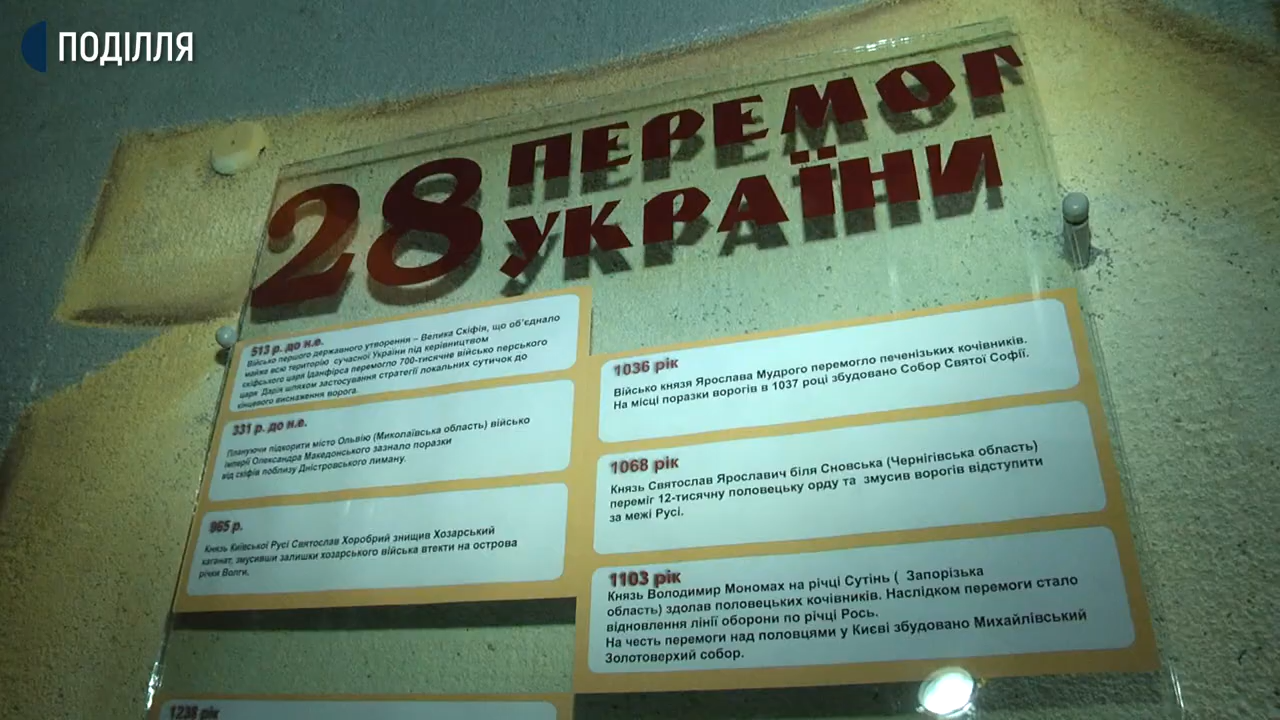 ПОДІЛЛЯ
28 ПЕРЕМОГ
УКРАЇНИ
513 р. до н.е.
Військо першого державного утворення – Велика Скіфія, що об'єднало
майже всю територію сучасної України під керівництвом
скіфського царя Іданфірса перемогло 700-тисячне військо перського
царя Дарія шляхом застосування стратегії локальних сутичок до
кінцевого виснаження ворога.
331 р. до н.е.
Плануючи підкорити місто Ольвію (Миколаївська область) військо
імперії Олександра Македонського зазнало поразки
від скіфів поблизу Дністровського лиману.
965 р.
Князь Київської Русі Святослав Хоробрий знищив Хозарський
каганат, змусивши залишки хозарського війська втекти на острова
річки Волги.
1238 рік
1036 рік
Військо князя Ярослава Мудрого перемогло печенізьких кочівників.
На місці поразки ворогів в 1037 році збудовано Собор Святої Софії.
1068 рік
Князь Святослав Ярославич біля Сновська (Чернігівська область)
переміг 12-тисячну половецьку орду та змусив ворогів відступити
за межі Русі.
1103 рік
Князь Володимир Мономах на річці Сутінь ( Запорізька
область) здолав половецьких кочівників. Наслідком перемоги стало
відновлення лінії оборони по річці Рось.
На честь перемоги над половцями у Києві збудовано Михайлівський
Золотоверхий собор.